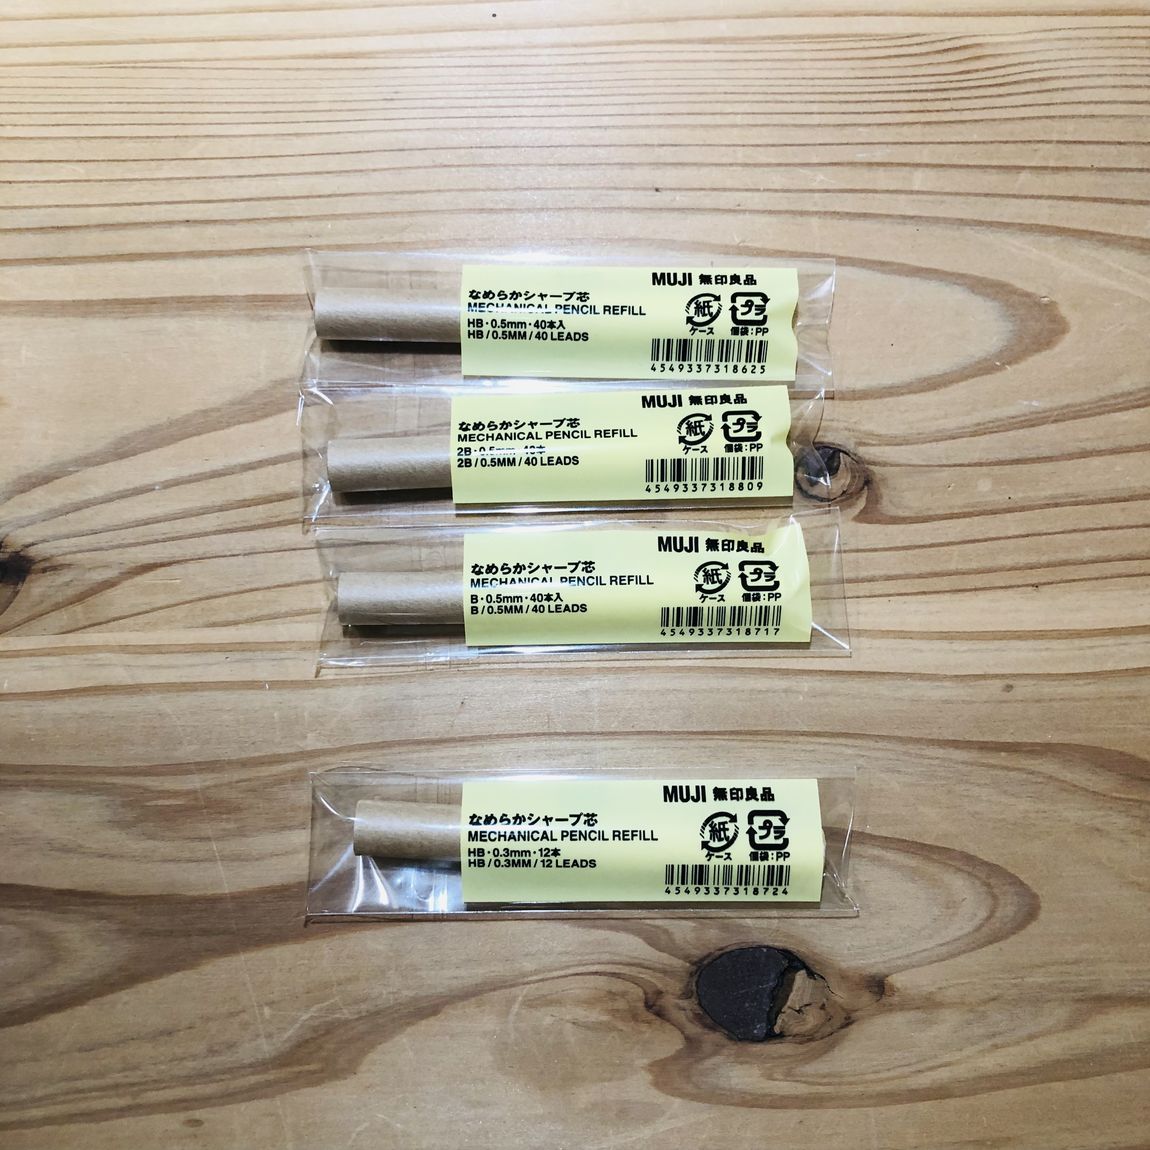 MUJI 無印良品
なめらかシャープ芯
MECHANICAL PENCIL REFILL
HB・0.5mm・40本入
HB / 0.5MM / 40 LEADS
紙 プラ
ケース 個袋:PP
4549337318625
MUJI 無印良品
なめらかシャープ芯
MECHANICAL PENCIL REFILL
2B・0.5mm・40本
2B / 0.5MM / 40 LEADS
紙 プラ
ケース 個袋:PP
4549337318809
MUJI 無印良品
なめらかシャープ芯
MECHANICAL PENCIL REFILL
B・0.5mm・40本入
B / 0.5MM / 40 LEADS
紙 プラ
ケース 個袋:PP
4549337318717
MUJI 無印良品
なめらかシャープ芯
MECHANICAL PENCIL REFILL
HB・0.3mm・12本
HB / 0.3MM / 12 LEADS
紙 プラ
ケース 個袋:PP
4549337318724